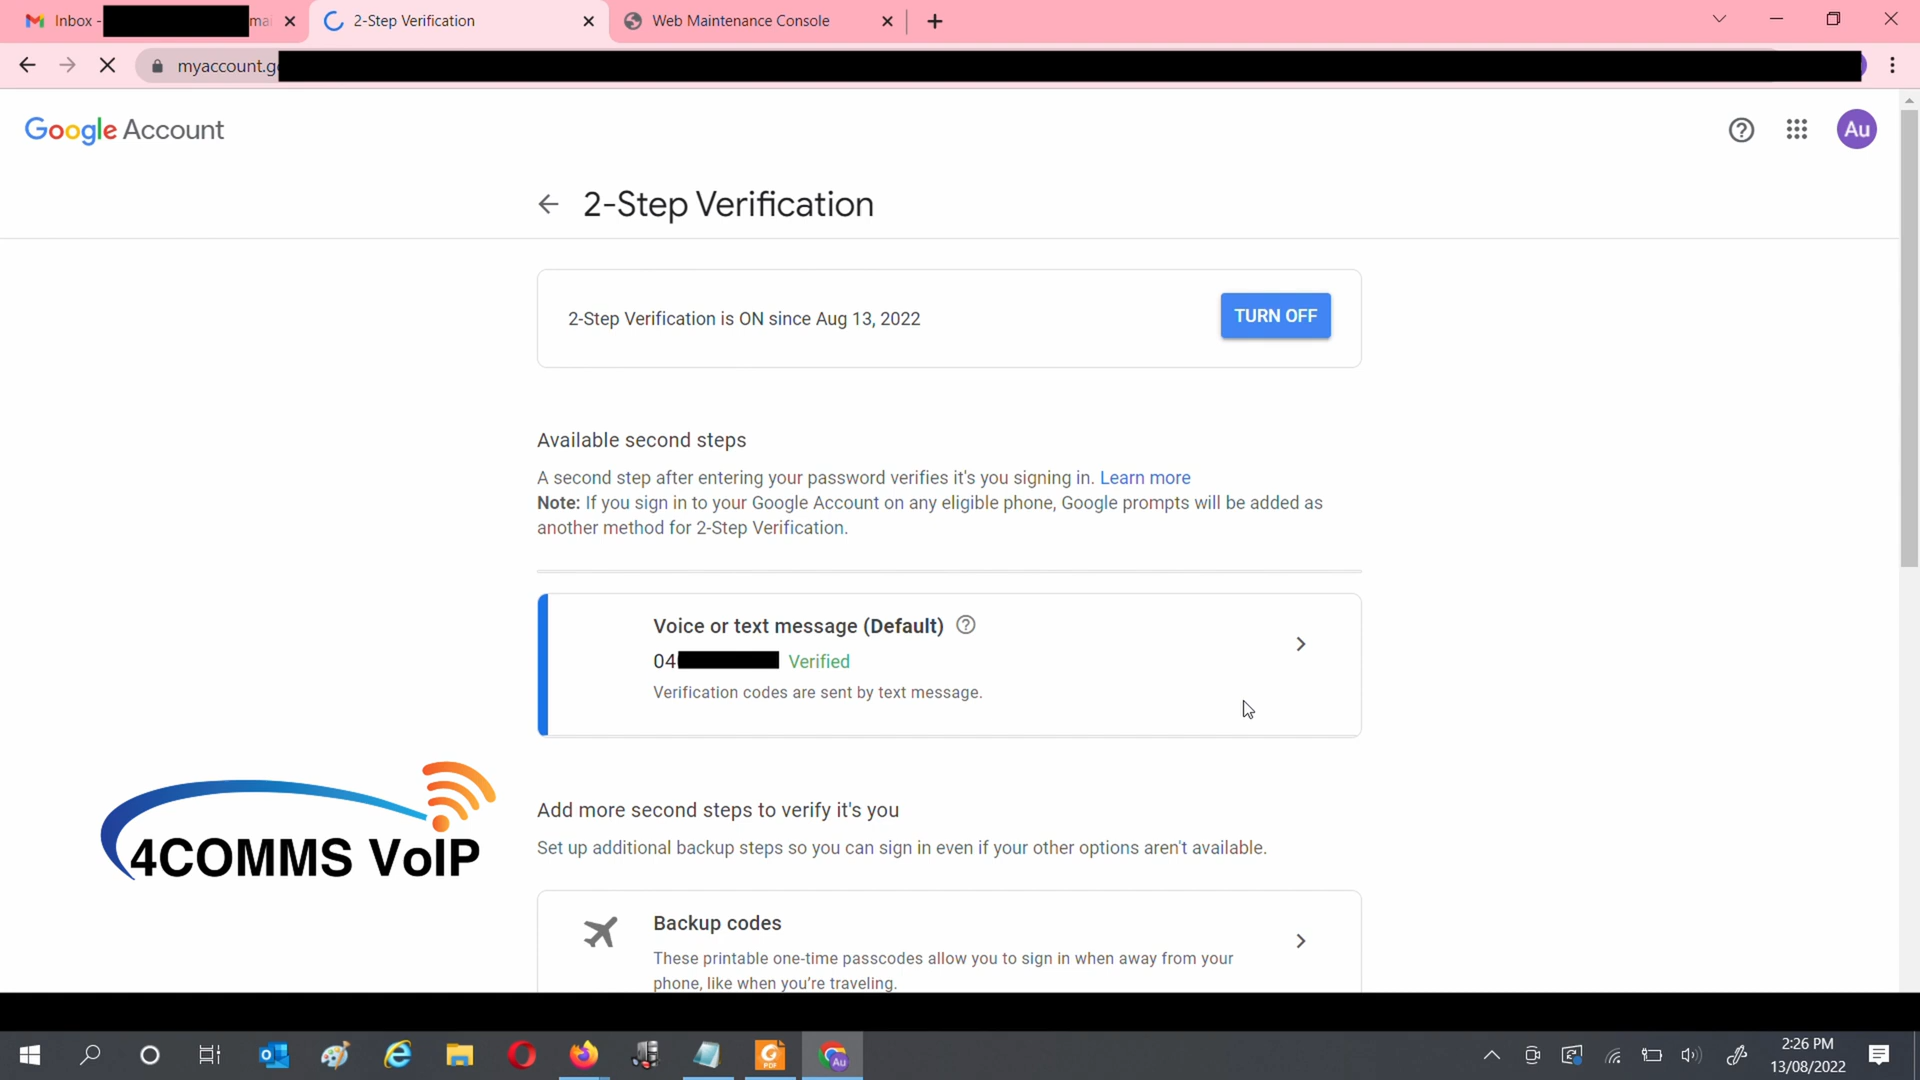 Inbox -
mai
2-Step Verification
Web Maintenance Console
myaccount.g
Google Account
Au
2-Step Verification
2-Step Verification is ON since Aug 13, 2022
TURN OFF
Available second steps
A second step after entering your password verifies it's you signing in. Learn more
Note: If you sign in to your Google Account on any eligible phone, Google prompts will be added as
another method for 2-Step Verification.
Voice or text message (Default)
04
Verified
Verification codes are sent by text message.
4COMMS VoIP
Add more second steps to verify it's you
Set up additional backup steps so you can sign in even if your other options aren't available.
Backup codes
These printable one-time passcodes allow you to sign in when away from your
phone, like when you're traveling.
PDF
Au
2:26 PM
13/08/2022